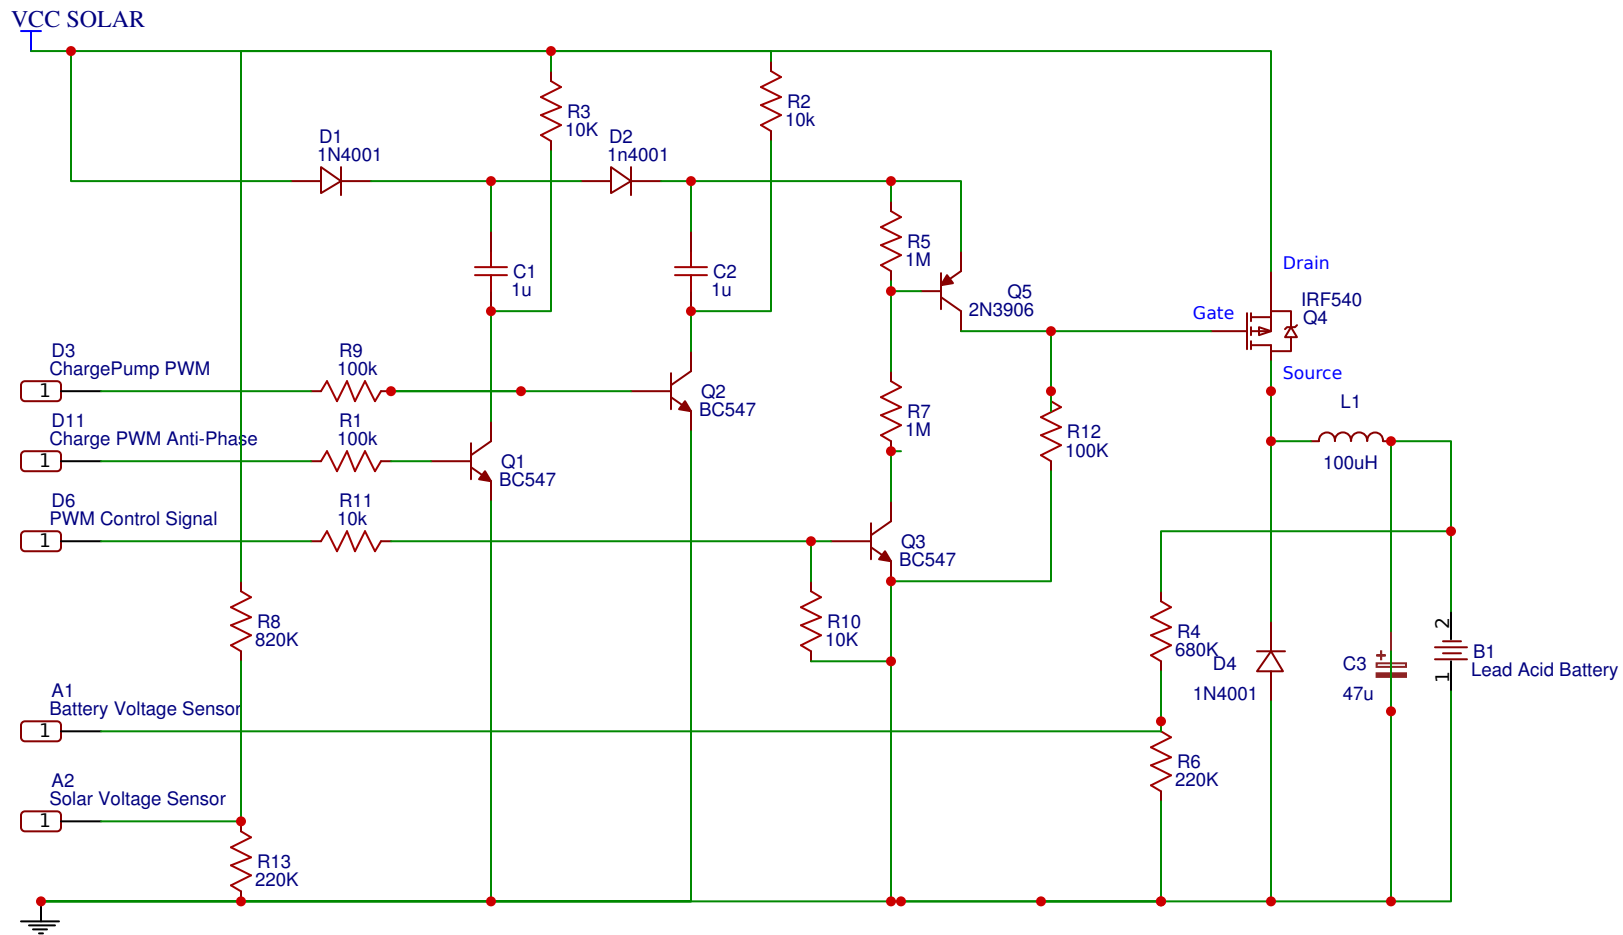 VCC SOLAR
R3
10K
R2
10k
D1
1N4001
D2
1n4001
R5
1M
C1
1u
C2
1u
Q5
2N3906
Drain
IRF540
Q4
Gate
Source
D3
ChargePump PWM
1
R9
100k
Q2
BC547
R7
1M
L1
100uH
D11
Charge PWM Anti-Phase
1
R1
100k
Q1
BC547
R12
100K
D6
PWM Control Signal
1
R11
10k
Q3
BC547
R8
820K
R10
10K
R4
680K
D4
1N4001
C3
+
47u
2
1
B1
Lead Acid Battery
A1
Battery Voltage Sensor
1
R6
220K
A2
Solar Voltage Sensor
1
R13
220K